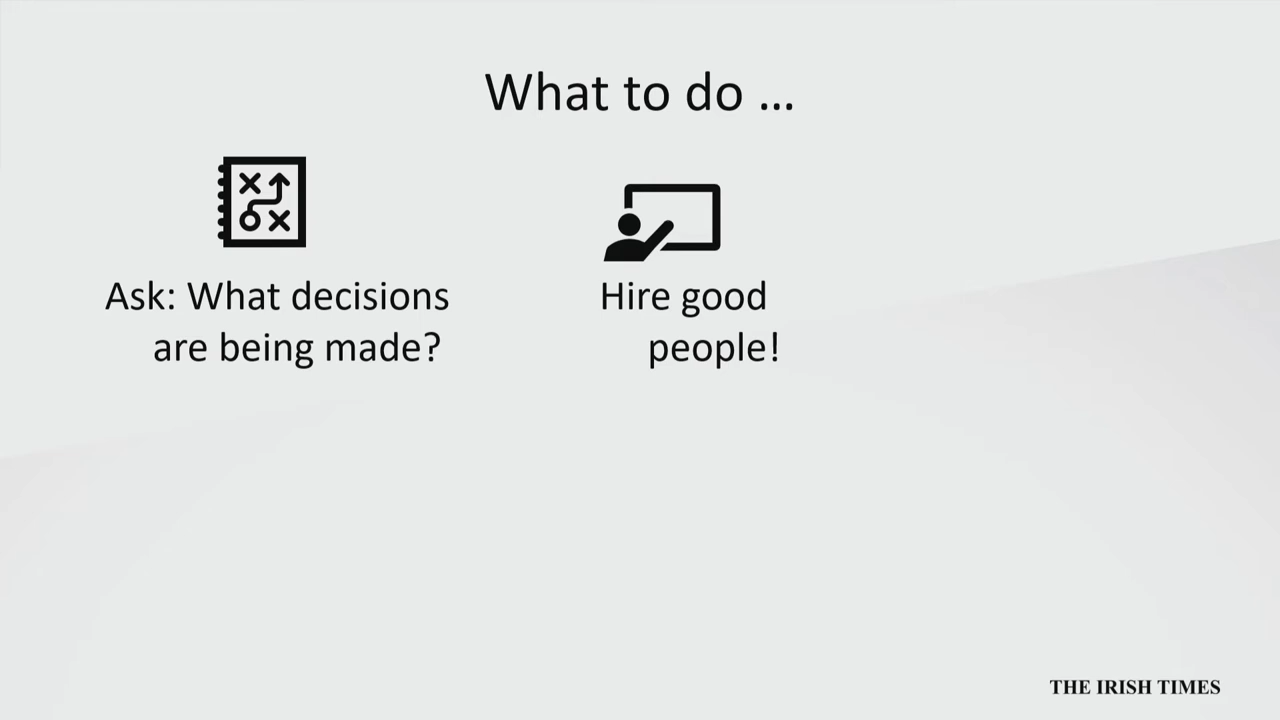 What to do ...
Ask: What decisions
are being made?
Hire good
people!
THE IRISH TIMES